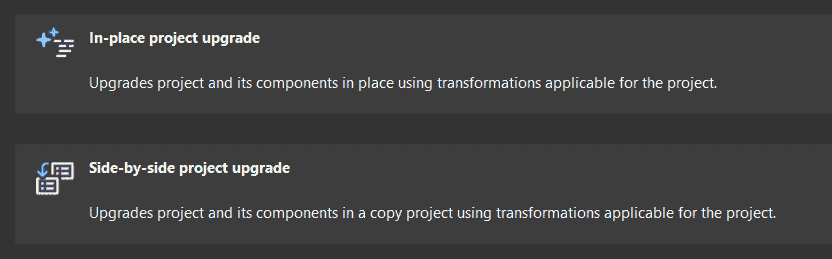 In-place project upgrade
Upgrades project and its components in place using transformations applicable for the project.
Side-by-side project upgrade
Upgrades project and its components in a copy project using transformations applicable for the project.